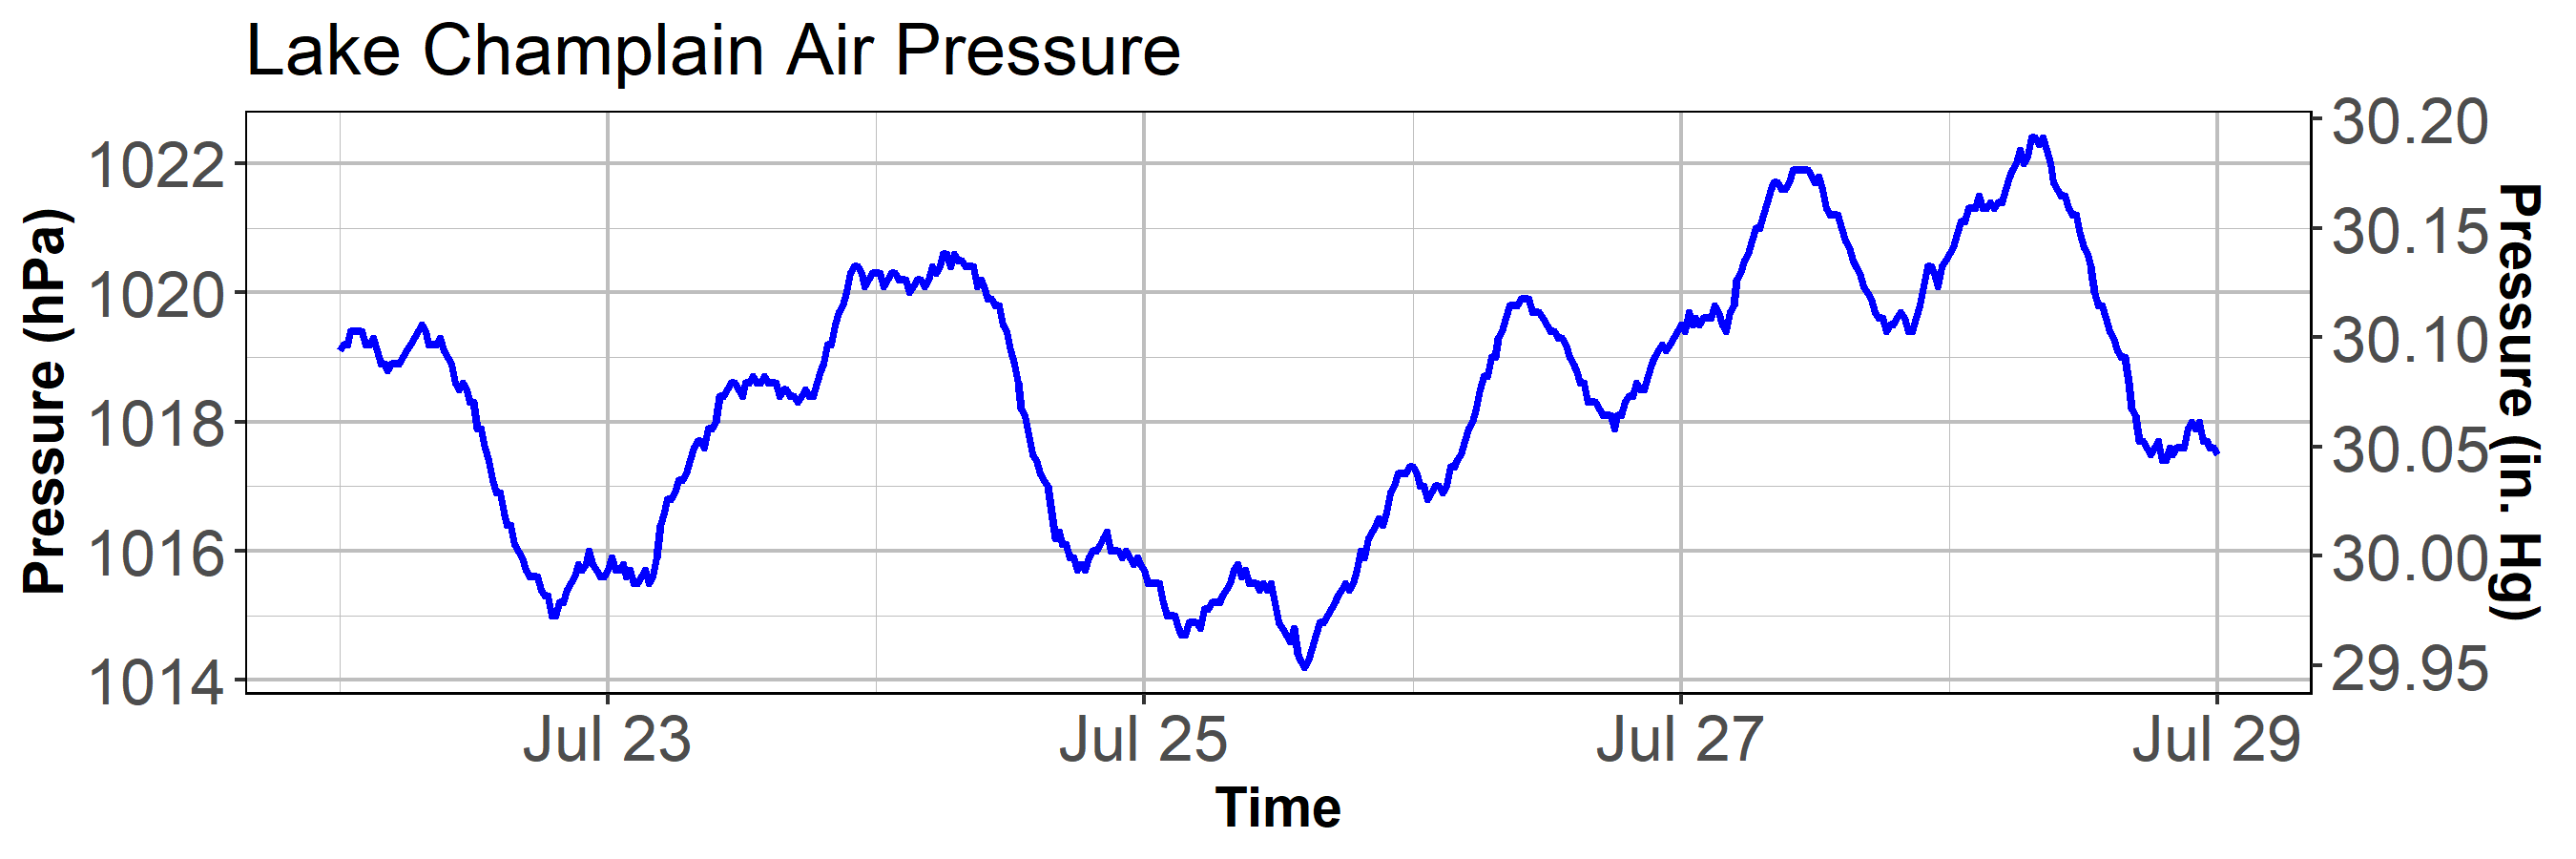 Lake Champlain Air Pressure
Pressure (hPa)
1022
1020
1018
1016
1014
30.20
30.15
30.10
30.05
30.00
29.95
Pressure (in. Hg)
Jul 23
Jul 25
Jul 27
Jul 29
Time